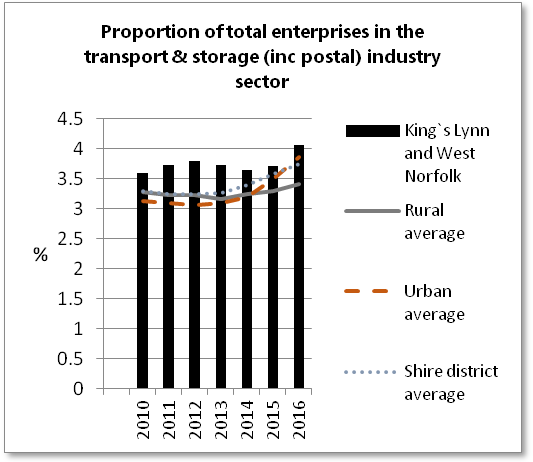 Proportion of total enterprises in the
transport & storage (inc postal) industry
sector
4.5
4
3.5
3
2.5
2
1.5
1
0.5
0
%
2010
2011
2012
2013
2014
2015
2016
King`s Lynn
and West
Norfolk
Rural
average
Urban
average
Shire district
average